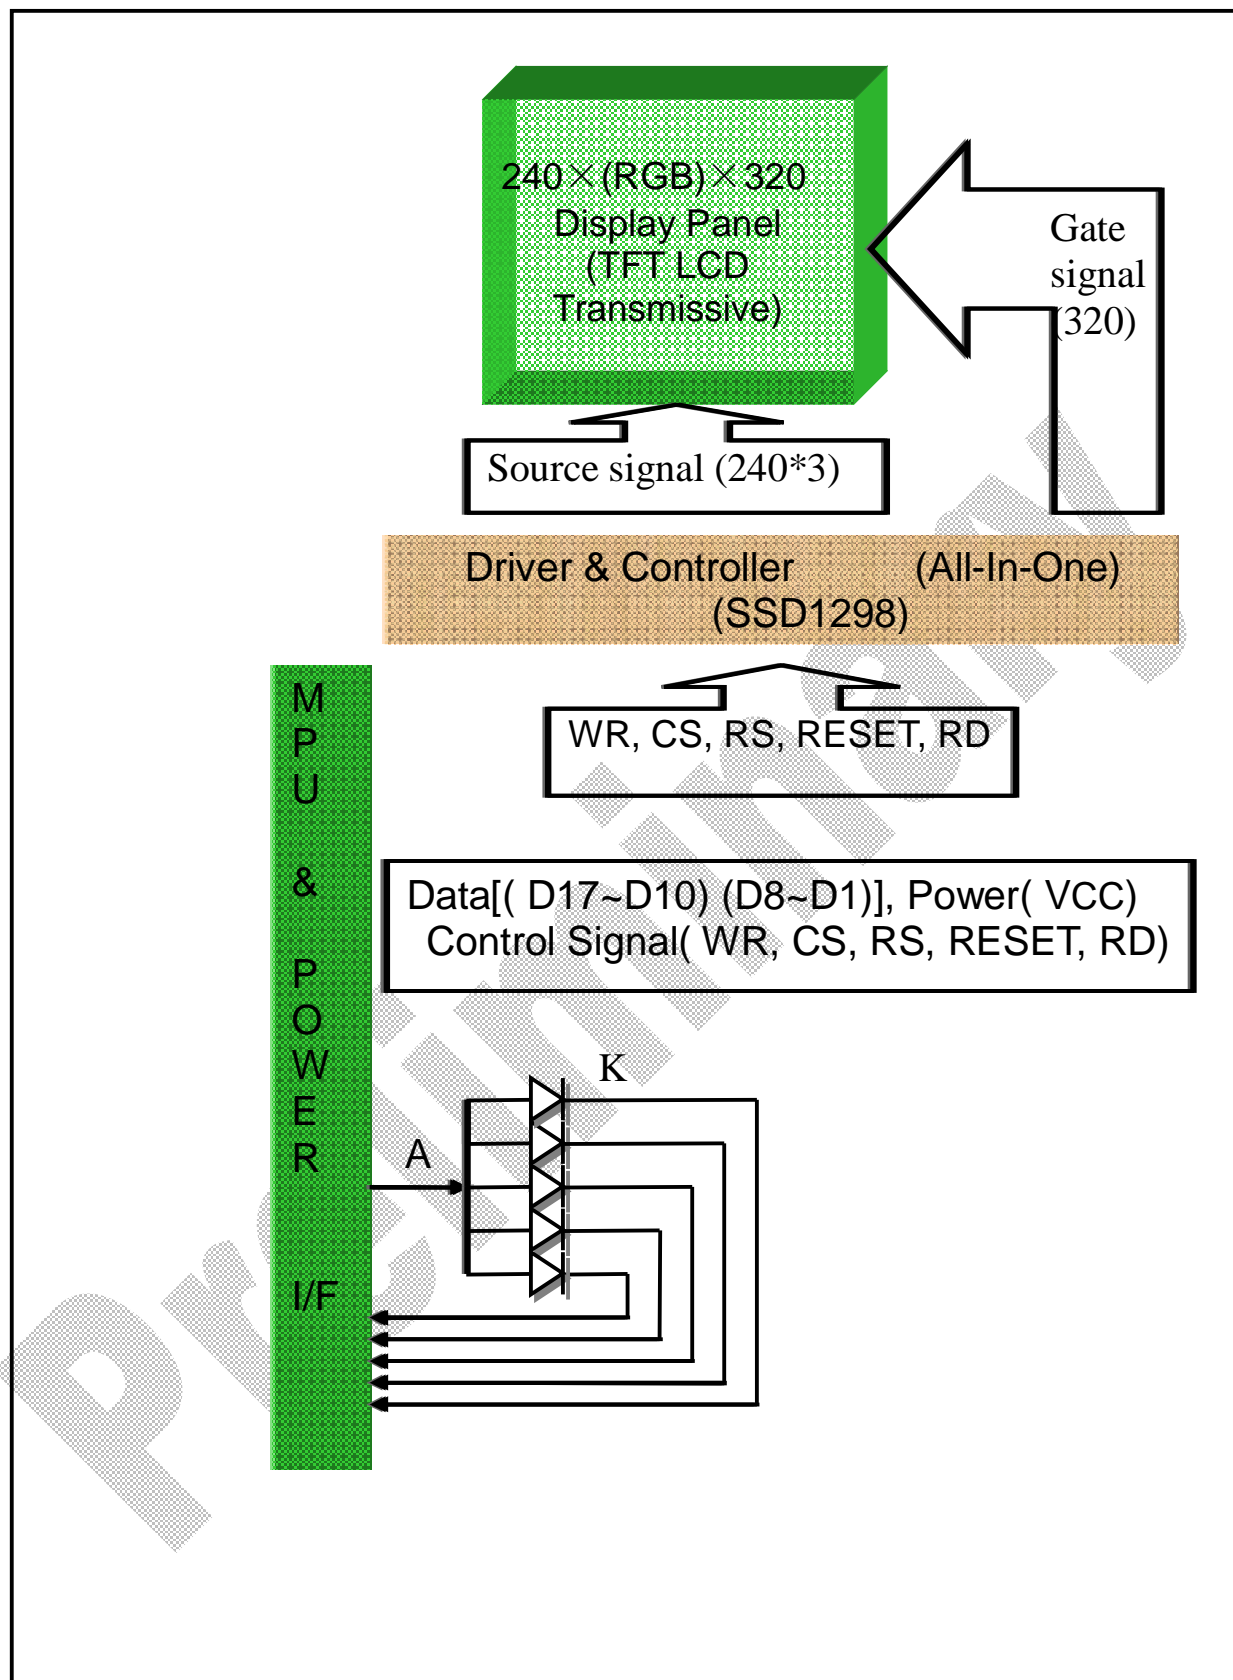 240×(RGB)×320
Display Panel
(TFT LCD
Transmissive)
Gate
signal
(320)
Source signal (240*3)
Driver & Controller (All-In-One)
(SSD1298)
WR, CS, RS, RESET, RD
MPU & POWER I/F
Data[( D17~D10) (D8~D1)], Power( VCC)
Control Signal( WR, CS, RS, RESET, RD)
K
A
Preliminary